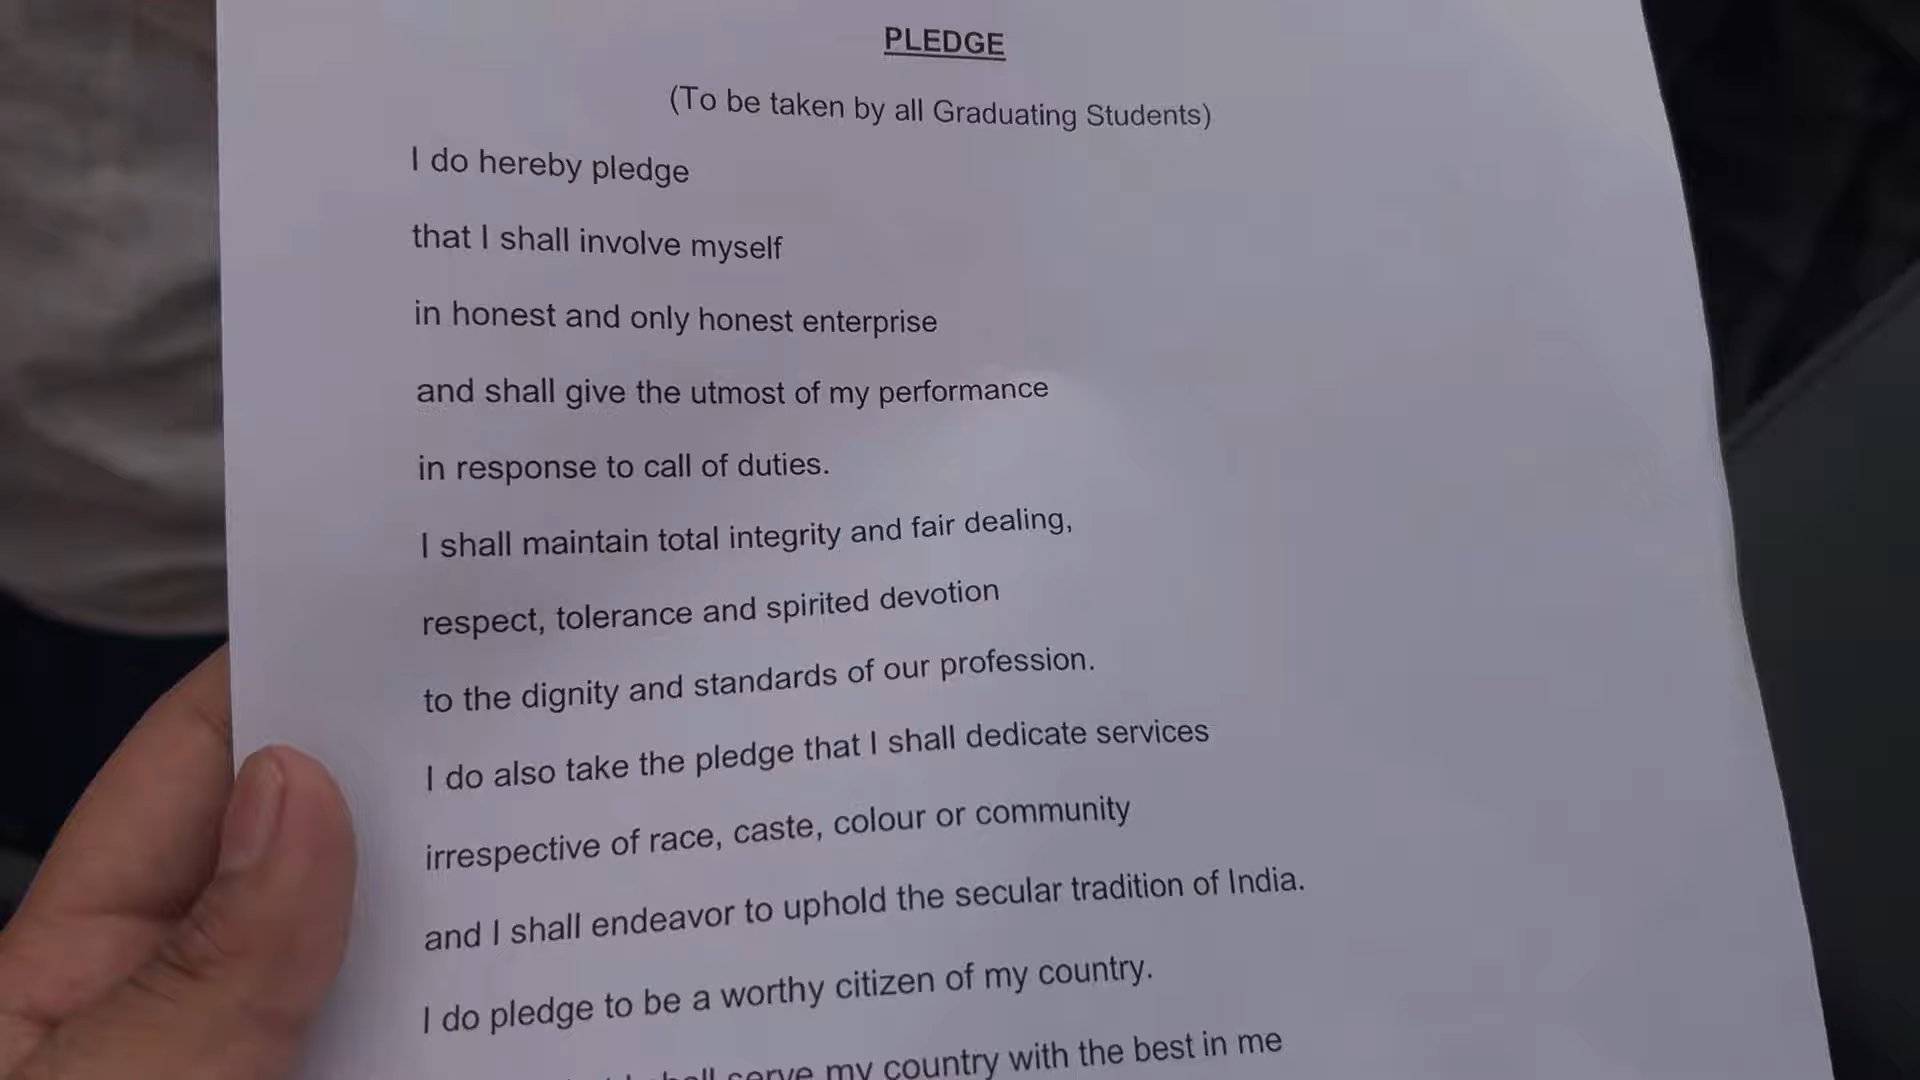 PLEDGE
(To be taken by all Graduating Students)
I do hereby pledge
that I shall involve myself
in honest and only honest enterprise
and shall give the utmost of my performance
in response to call of duties.
I shall maintain total integrity and fair dealing,
respect, tolerance and spirited devotion
to the dignity and standards of our profession.
I do also take the pledge that I shall dedicate services
irrespective of race, caste, colour or community
and I shall endeavor to uphold the secular tradition of India.
I do pledge to be a worthy citizen of my country.
I shall serve my country with the best in me